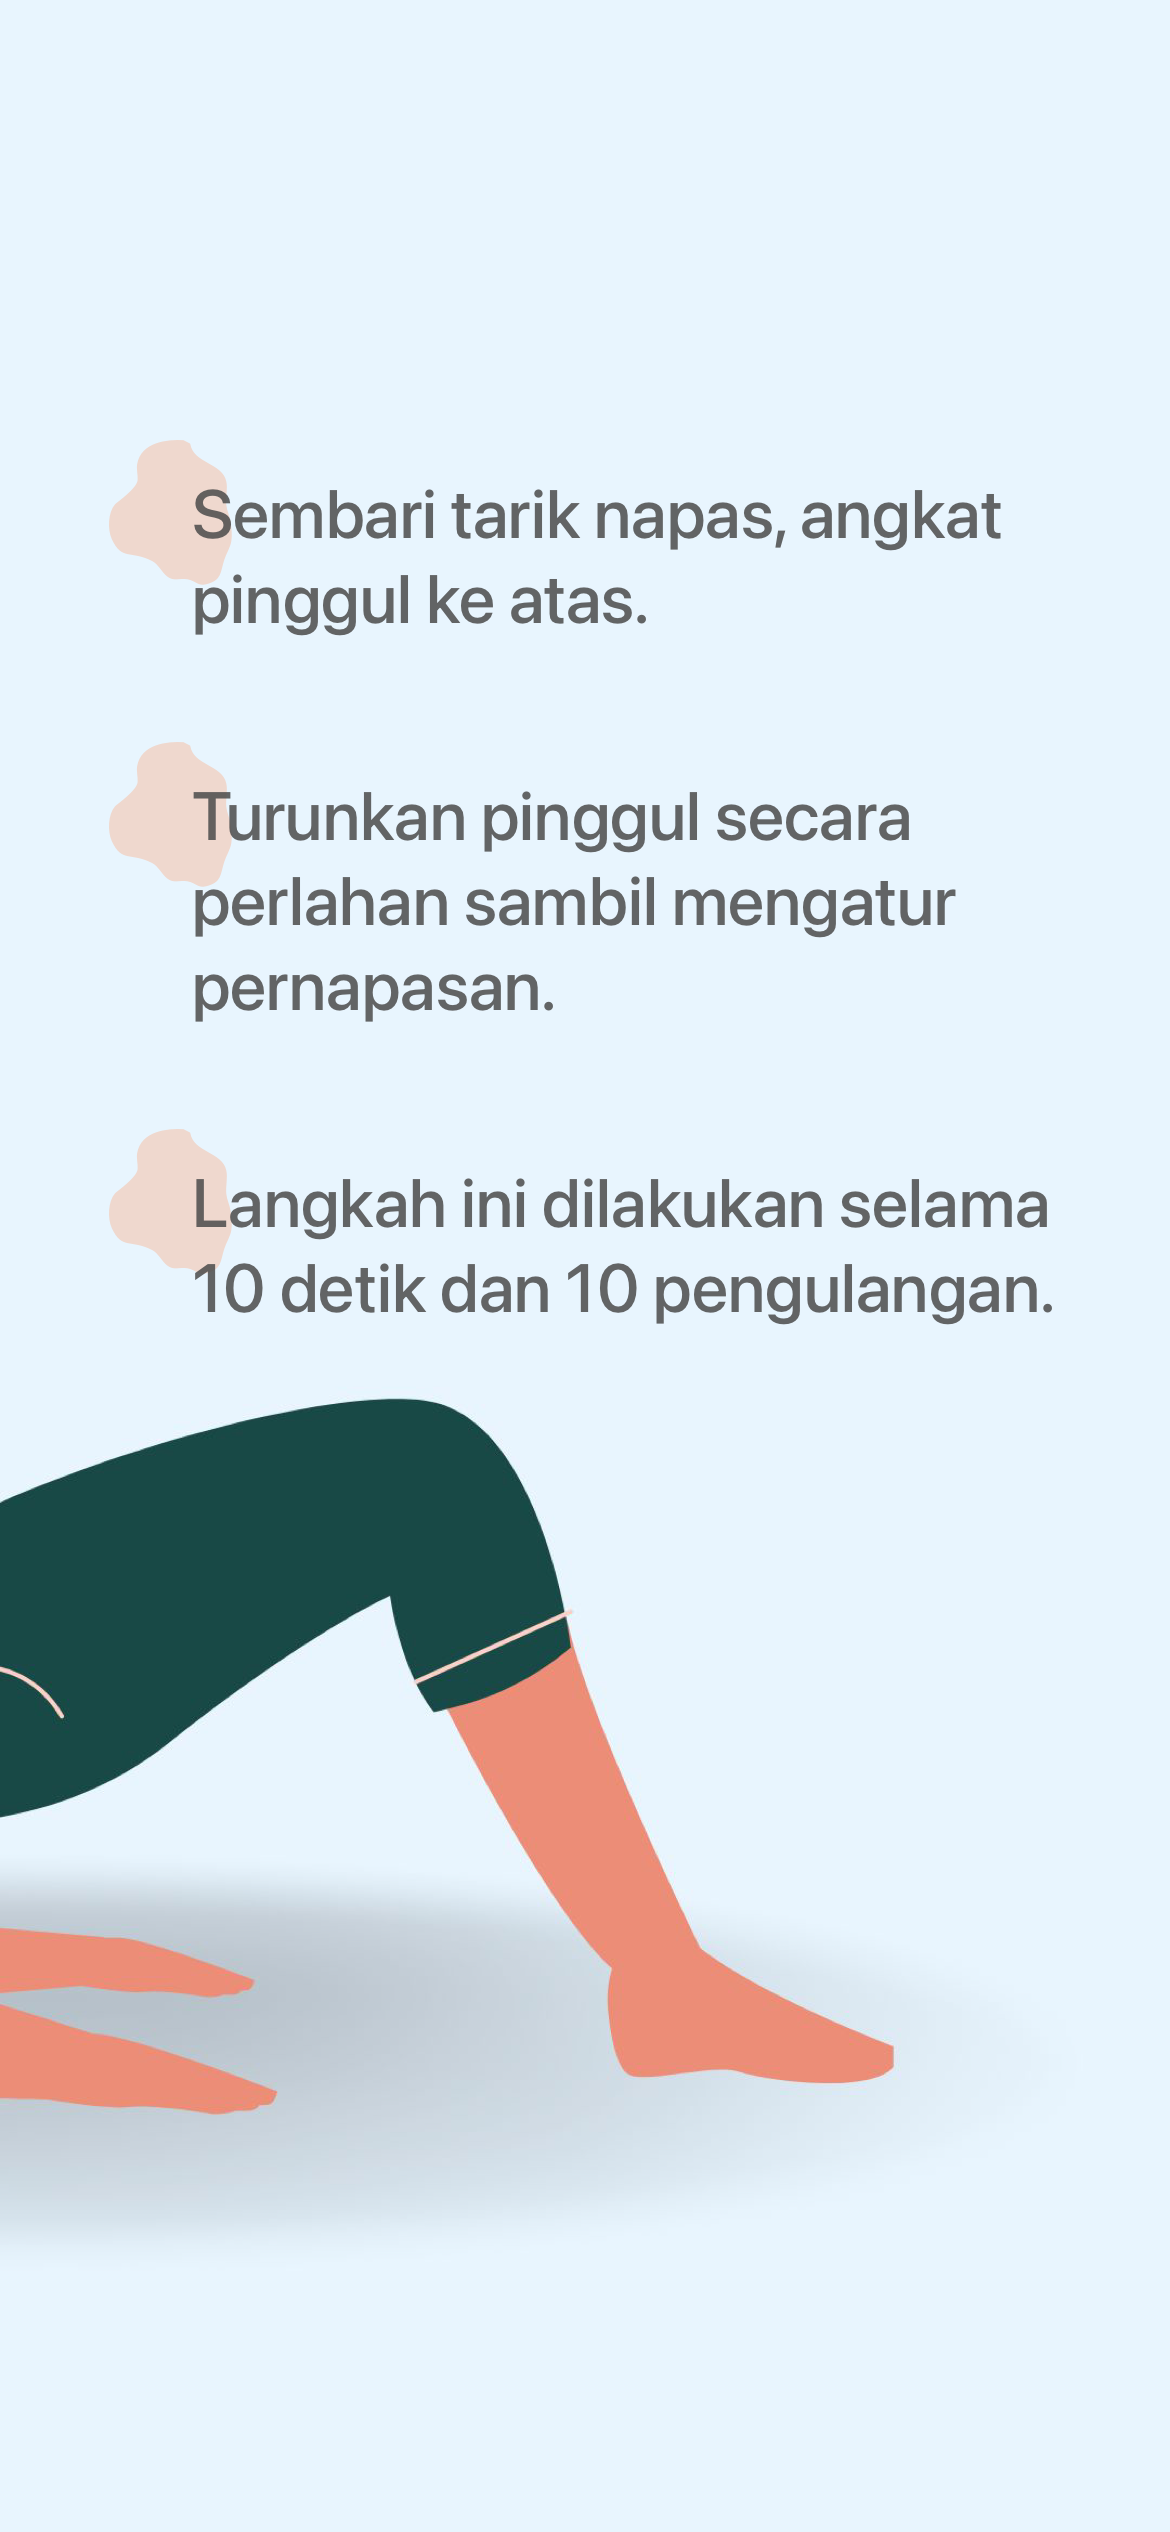 Sembari tarik napas, angkat
pinggul ke atas.
Turunkan pinggul secara
perlahan sambil mengatur
pernapasan.
Langkah ini dilakukan selama
10 detik dan 10 pengulangan.